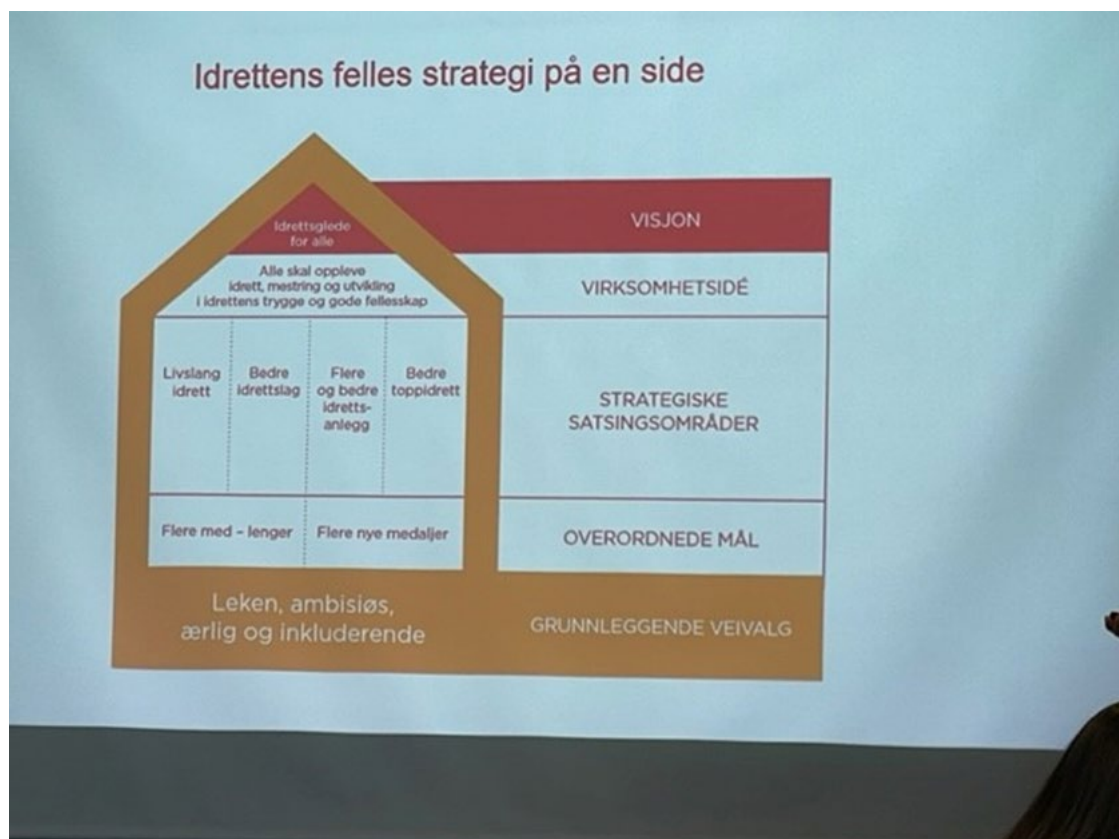 Idrettens felles strategi på en side
Idrettsglede
for alle
VISJON
Alle skal oppleve
idrett, mestring og utvikling
i idrettens trygge og gode fellesskap
VIRKSOMHETSIDÉ
Livslang
idrett
Bedre
idrettslag
Flere
og bedre
idretts-
anlegg
Bedre
toppidrett
STRATEGISKE
SATSINGSOMRÅDER
Flere med – lenger
Flere nye medaljer
OVERORDNEDE MÅL
Leken, ambisiøs,
ærlig og inkluderende
GRUNNLEGGENDE VEIVALG